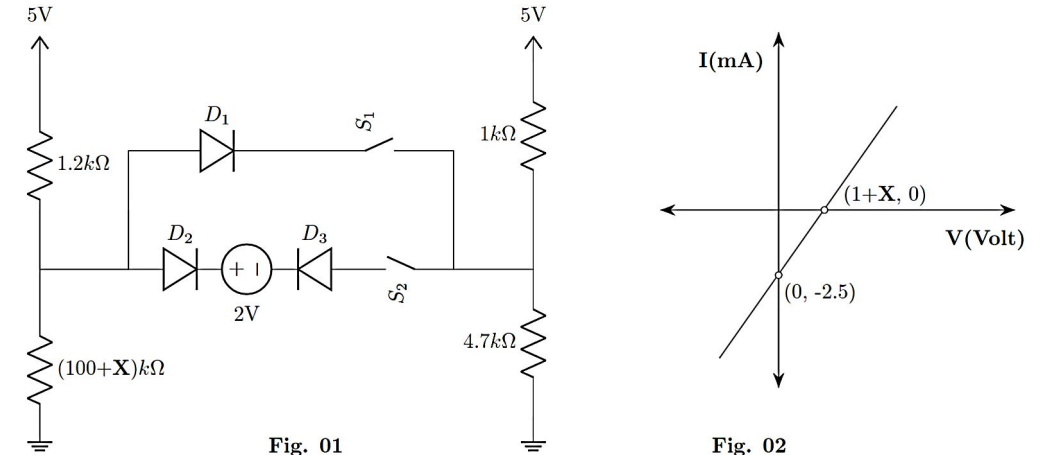 5V
5V
I(mA)
D₁
S₁
1kΩ
1.2kΩ
(1+X, 0)
D₂
D₃
V(Volt)
+ I
S₂
(0, -2.5)
2V
4.7kΩ
(100+X)kΩ
Fig. 01
Fig. 02